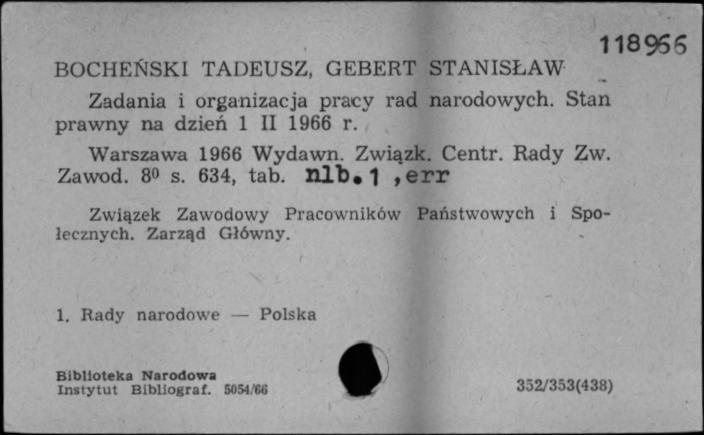 118956
BOCHEŃSKI TADEUSZ, GEBERT STANISŁAW
Zadania i organizacja pracy rad narodowych. Stan
prawny na dzień 1 II 1966 r.
Warszawa 1966 Wydawn. Związk. Centr. Rady Zw.
Zawod. 8⁰ s. 634, tab. nlb.1 ,err
Związek Zawodowy Pracowników Państwowych i Spo-
łecznych. Zarząd Główny.
1. Rady narodowe — Polska
Biblioteka Narodowa
Instytut Bibliograf. 5054/66
352/353(438)